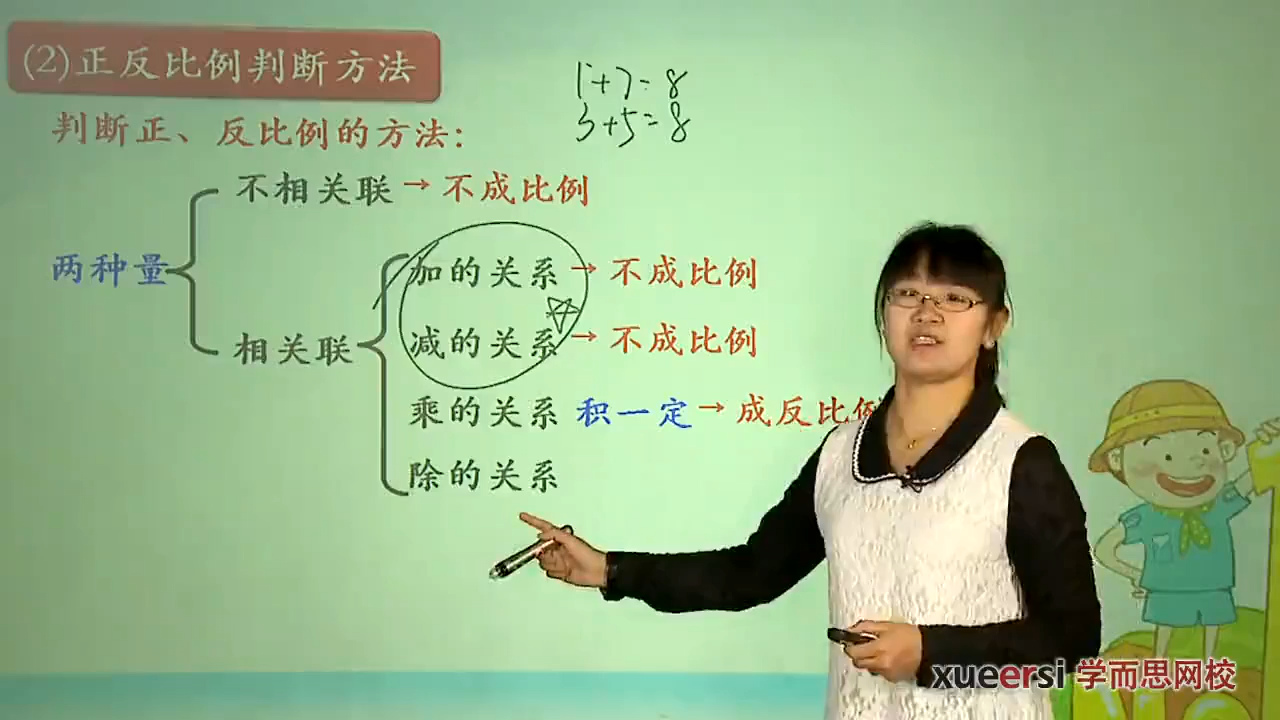 (2)正反比例判断方法
1+7=8
3+5=8
判断正、反比例的方法：
不相关联→不成比例
两种量
加的关系→不成比例
相关联
减的关系→不成比例
乘的关系 积一定→成反比例
除的关系
xueersi 学而思网校